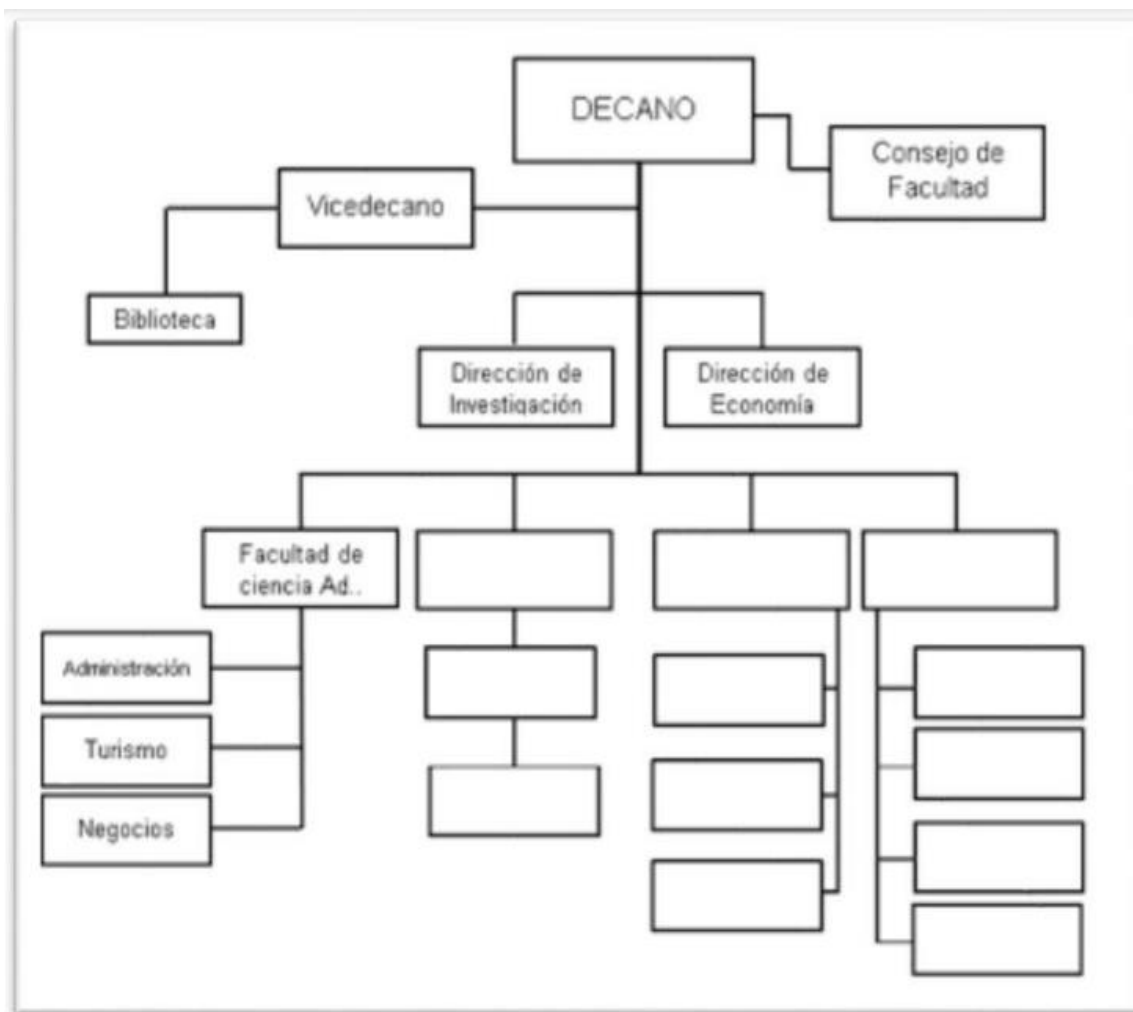 DECANO
Consejo de
Facultad
Vicedecano
Biblioteca
Dirección de
Investigación
Dirección de
Economía
Facultad de
ciencia Ad..
Administración
Turismo
Negocios